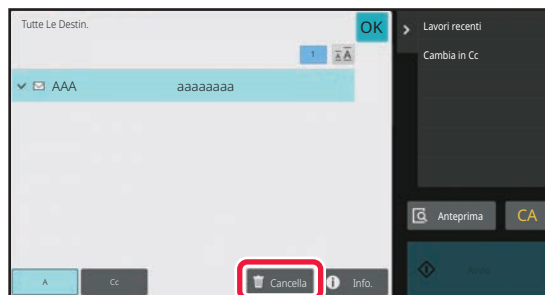 Tutte Le Destin.
OK
Lavori recenti
1
Cambia in Cc
AAA aaaaaaaa
Anteprima
CA
A
Cc
Cancella
Info.